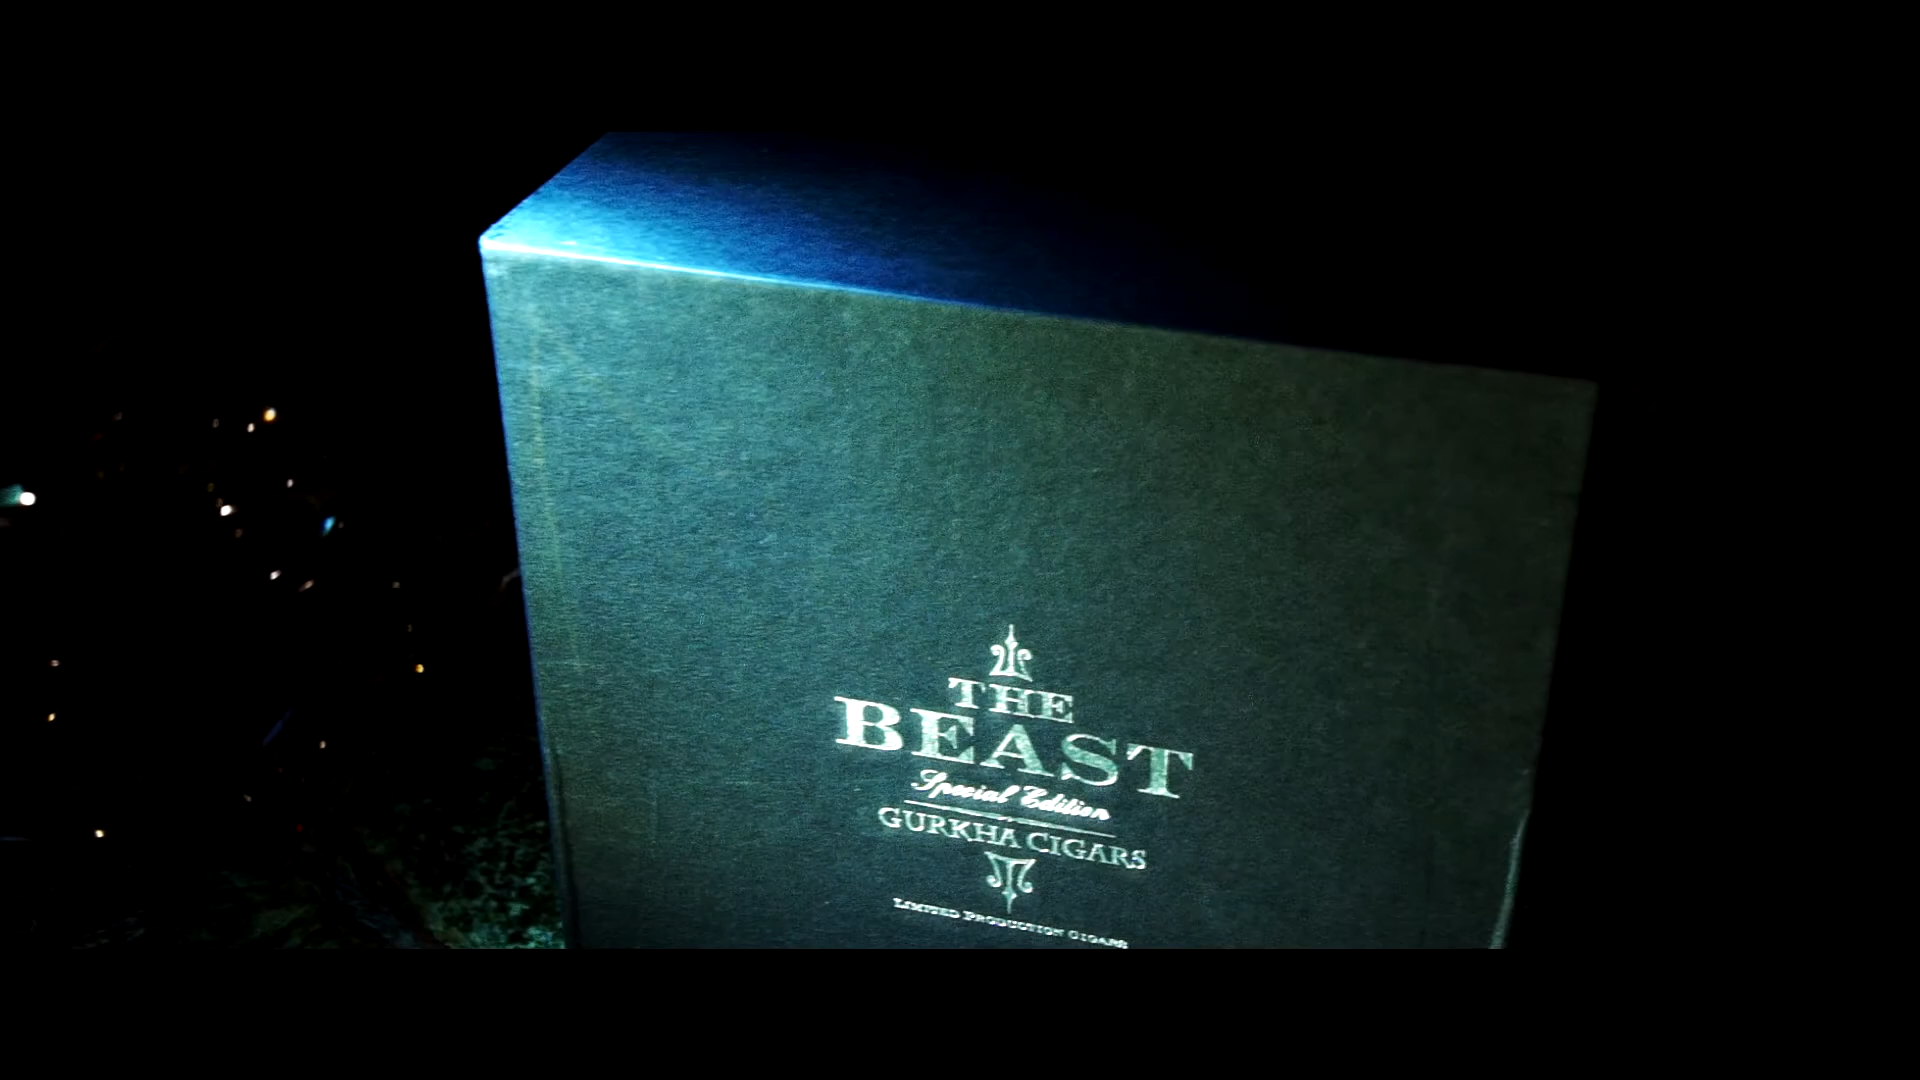 THE
BEAST
Special Edition
GURKHA CIGARS
LIMITED PRODUCTION CIGARS